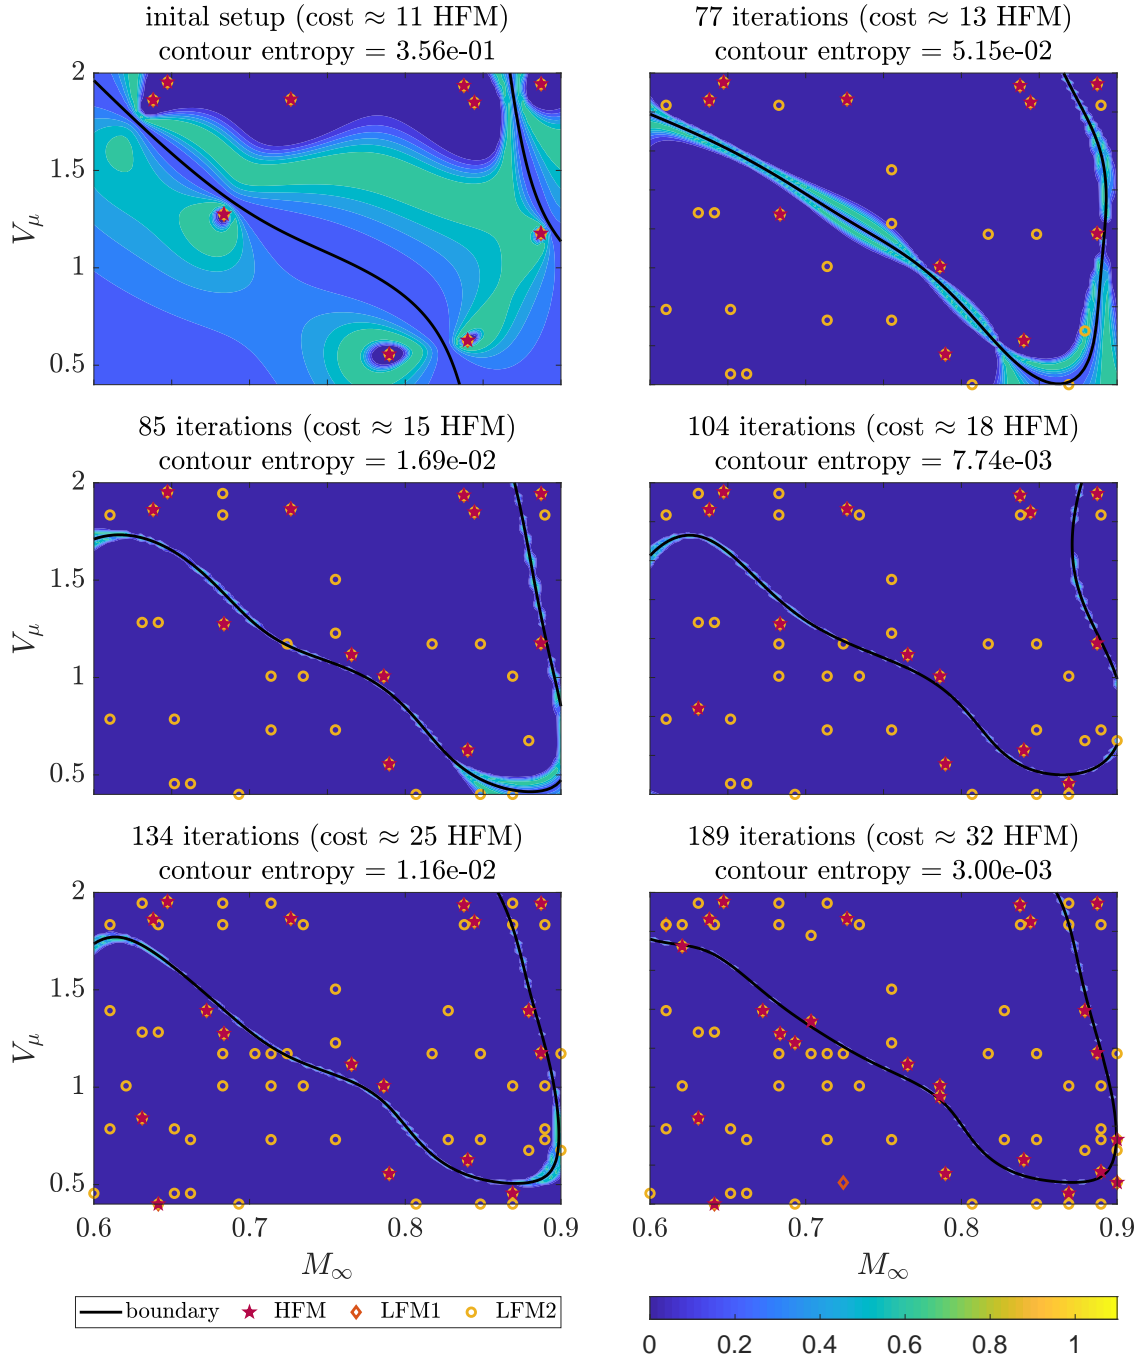 inital setup (cost ≈ 11 HFM)
contour entropy = 3.56e-01
77 iterations (cost ≈ 13 HFM)
contour entropy = 5.15e-02
2
1.5
1
0.5
V_μ
85 iterations (cost ≈ 15 HFM)
contour entropy = 1.69e-02
104 iterations (cost ≈ 18 HFM)
contour entropy = 7.74e-03
2
1.5
1
0.5
V_μ
134 iterations (cost ≈ 25 HFM)
contour entropy = 1.16e-02
189 iterations (cost ≈ 32 HFM)
contour entropy = 3.00e-03
2
1.5
1
0.5
V_μ
0.6 0.7 0.8 0.9
M_∞
0.6 0.7 0.8 0.9
M_∞
boundary HFM LFM1 LFM2
0 0.2 0.4 0.6 0.8 1